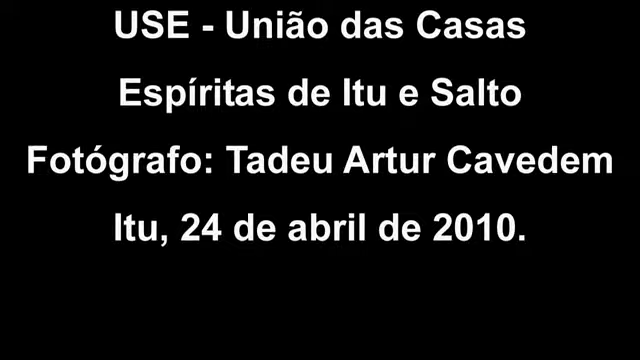 USE - União das Casas
Espíritas de Itu e Salto
Fotógrafo: Tadeu Artur Cavedem
Itu, 24 de abril de 2010.